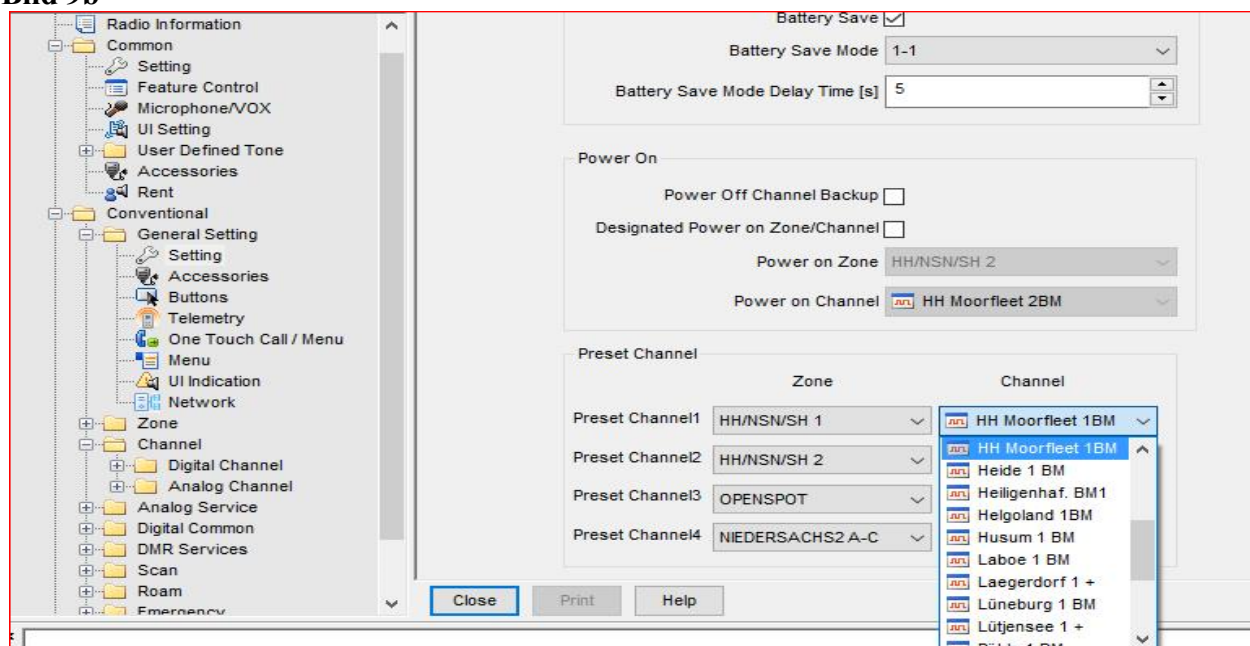 Bild 9b
Radio Information
Common
Setting
Feature Control
Microphone/VOX
UI Setting
User Defined Tone
Accessories
Rent
Conventional
General Setting
Setting
Accessories
Buttons
Telemetry
One Touch Call / Menu
Menu
UI Indication
Network
Zone
Channel
Digital Channel
Analog Channel
Analog Service
Digital Common
DMR Services
Scan
Roam
Emergency
Battery Save
Battery Save Mode 1-1
Battery Save Mode Delay Time [s] 5
Power On
Power Off Channel Backup
Designated Power on Zone/Channel
Power on Zone HH/NSN/SH 2
Power on Channel HH Moorfleet 2BM
Preset Channel
Zone Channel
Preset Channel1 HH/NSN/SH 1 HH Moorfleet 1BM
Preset Channel2 HH/NSN/SH 2
Preset Channel3 OPENSPOT
Preset Channel4 NIEDERSACHS2 A-C
HH Moorfleet 1BM
Heide 1 BM
Heiligenhaf. BM1
Helgoland 1BM
Husum 1 BM
Laboe 1 BM
Laegerdorf 1 +
Lüneburg 1 BM
Lütjensee 1 +
Close Print Help